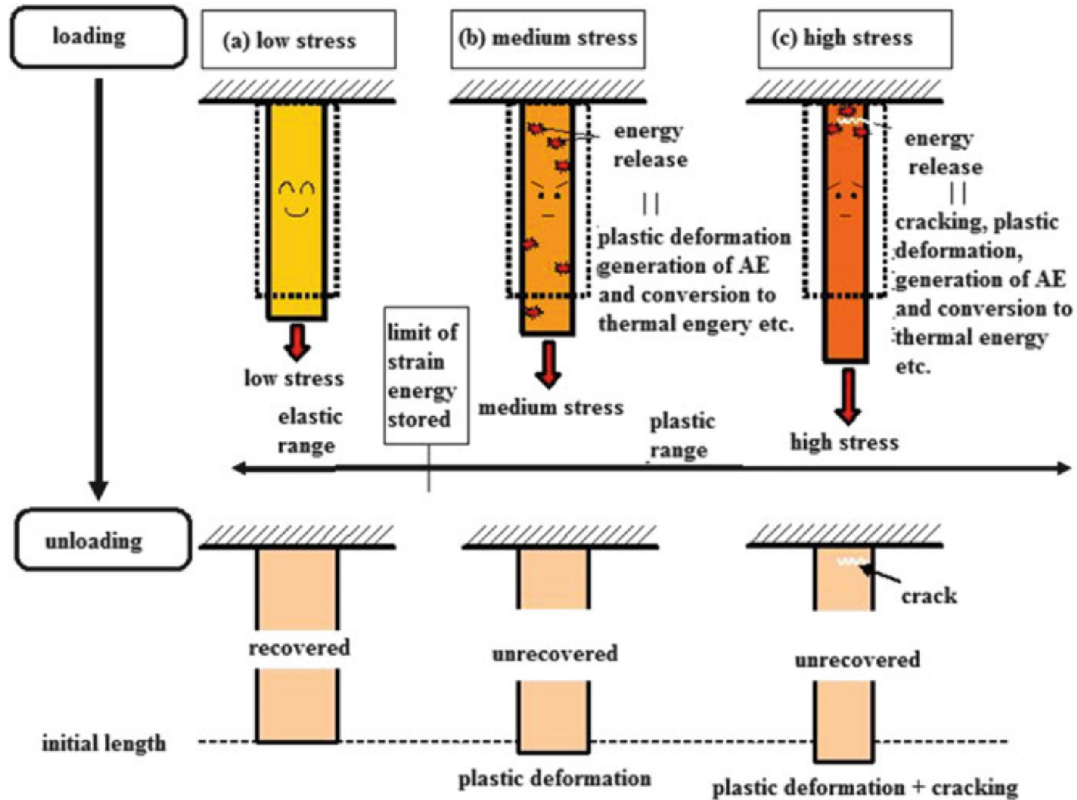 loading
(a) low stress
(b) medium stress
(c) high stress
energy
release
||
plastic deformation
generation of AE
and conversion to
thermal engery etc.
energy
release
||
cracking, plastic
deformation,
generation of AE
and conversion to
thermal energy
etc.
low stress
limit of
strain
energy
stored
medium stress
high stress
elastic
range
plastic
range
unloading
crack
recovered
unrecovered
unrecovered
initial length
plastic deformation
plastic deformation + cracking